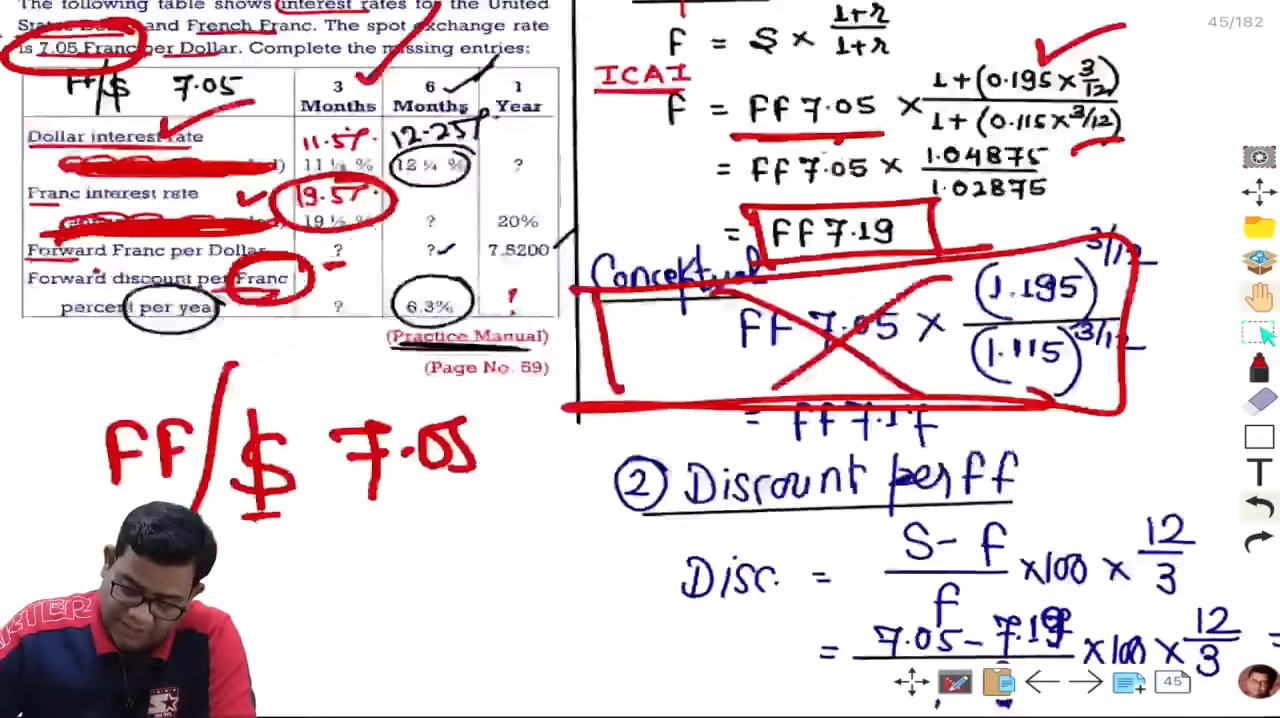 The following table shows interest rates for the United
States Dollar and French Franc. The spot exchange rate
is 7.05 Franc per Dollar. Complete the missing entries:
FF/$ 7.05
3 Months
6 Months
1 Year
Dollar interest rate 11.5% 12.25%
11 ½ % 12 ¼ % ?
Franc interest rate 19.5%
19 ½ % ? 20%
Forward Franc per Dollar ? ? 7.5200
Forward discount per Franc
percent per year ? 6.3% ?
(Practice Manual)
(Page No. 59)
FF/$ 7.05
F = S × 1+r / 1+r
ICAI
F = FF 7.05 × 1+(0.195×3/12) / 1+(0.115×3/12)
= FF 7.05 × 1.04875 / 1.02875
= FF 7.19
Conceptual
FF 7.05 × (1.195)3/12 / (1.115)3/12
② Discount per ff
Disc. = S-f / f ×100 × 12/3
= 7.05-7.19 ×100 × 12/3 =
45/182
45